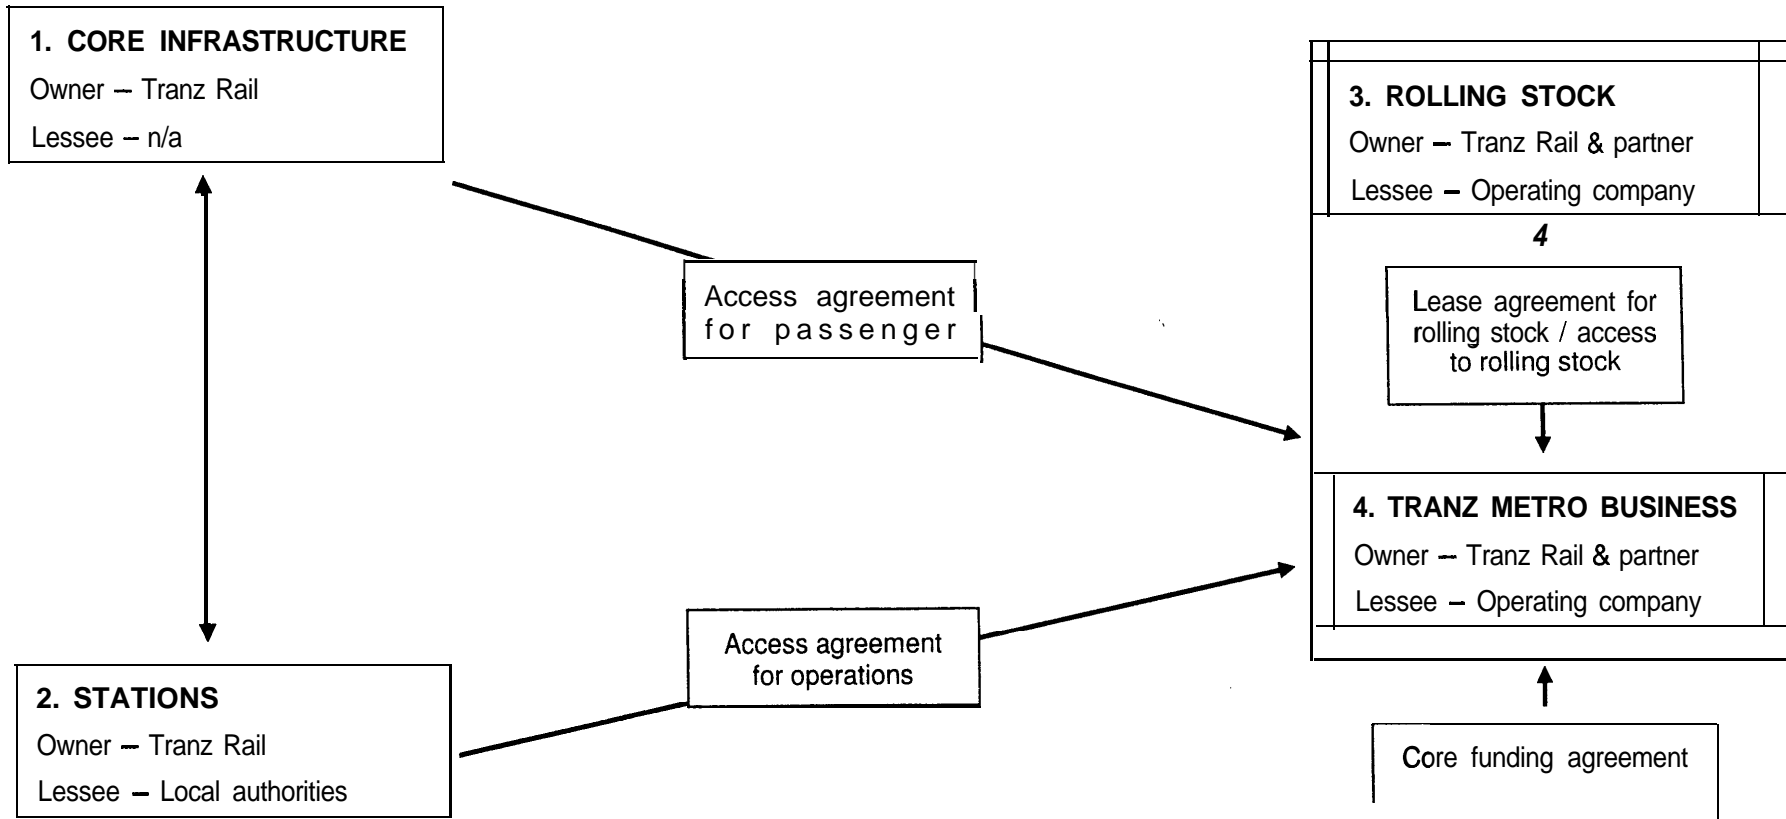 1. CORE INFRASTRUCTURE
Owner – Tranz Rail
Lessee – n/a
3. ROLLING STOCK
Owner – Tranz Rail & partner
Lessee – Operating company
4
Access agreement
for passenger
Lease agreement for
rolling stock / access
to rolling stock
4. TRANZ METRO BUSINESS
Owner – Tranz Rail & partner
Lessee – Operating company
Access agreement
for operations
2. STATIONS
Owner – Tranz Rail
Lessee – Local authorities
Core funding agreement